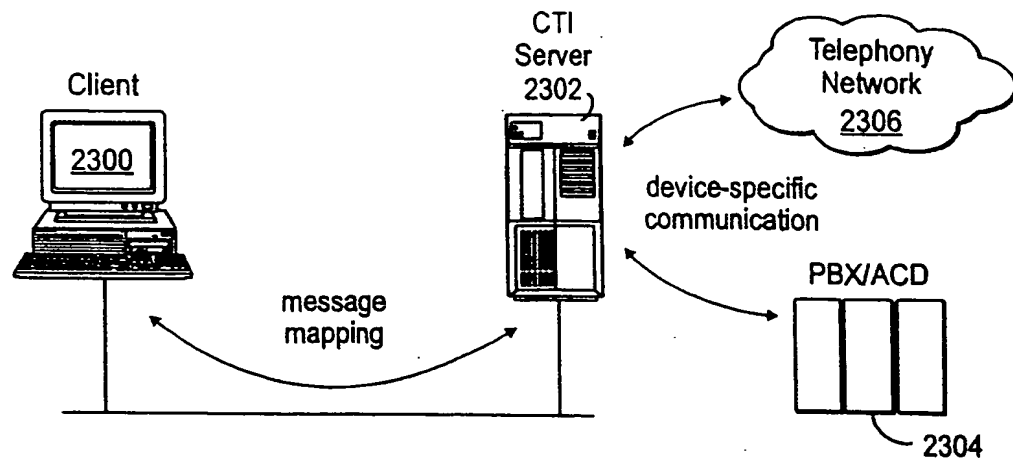 Client
2300
CTI
Server
2302
Telephony
Network
2306
device-specific
communication
message
mapping
PBX/ACD
2304